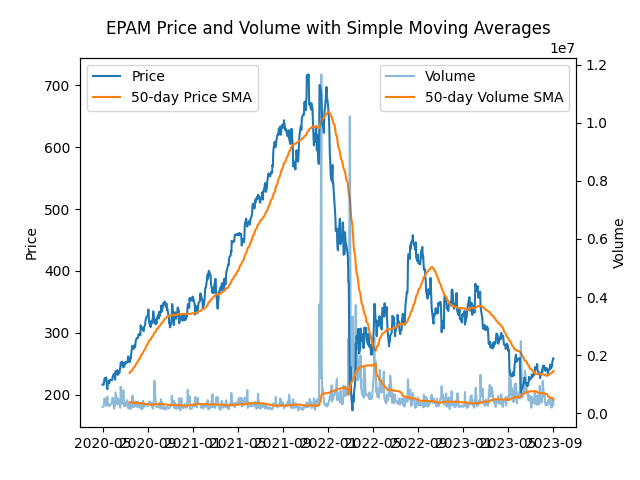 EPAM Price and Volume with Simple Moving Averages
1e7
Price
50-day Price SMA
Volume
50-day Volume SMA
700
600
500
400
300
200
Price
1.2
1.0
0.8
0.6
0.4
0.2
0.0
Volume
2020-05 2020-09 2021-01 2021-05 2021-09 2022-01 2022-05 2022-09 2023-01 2023-05 2023-09